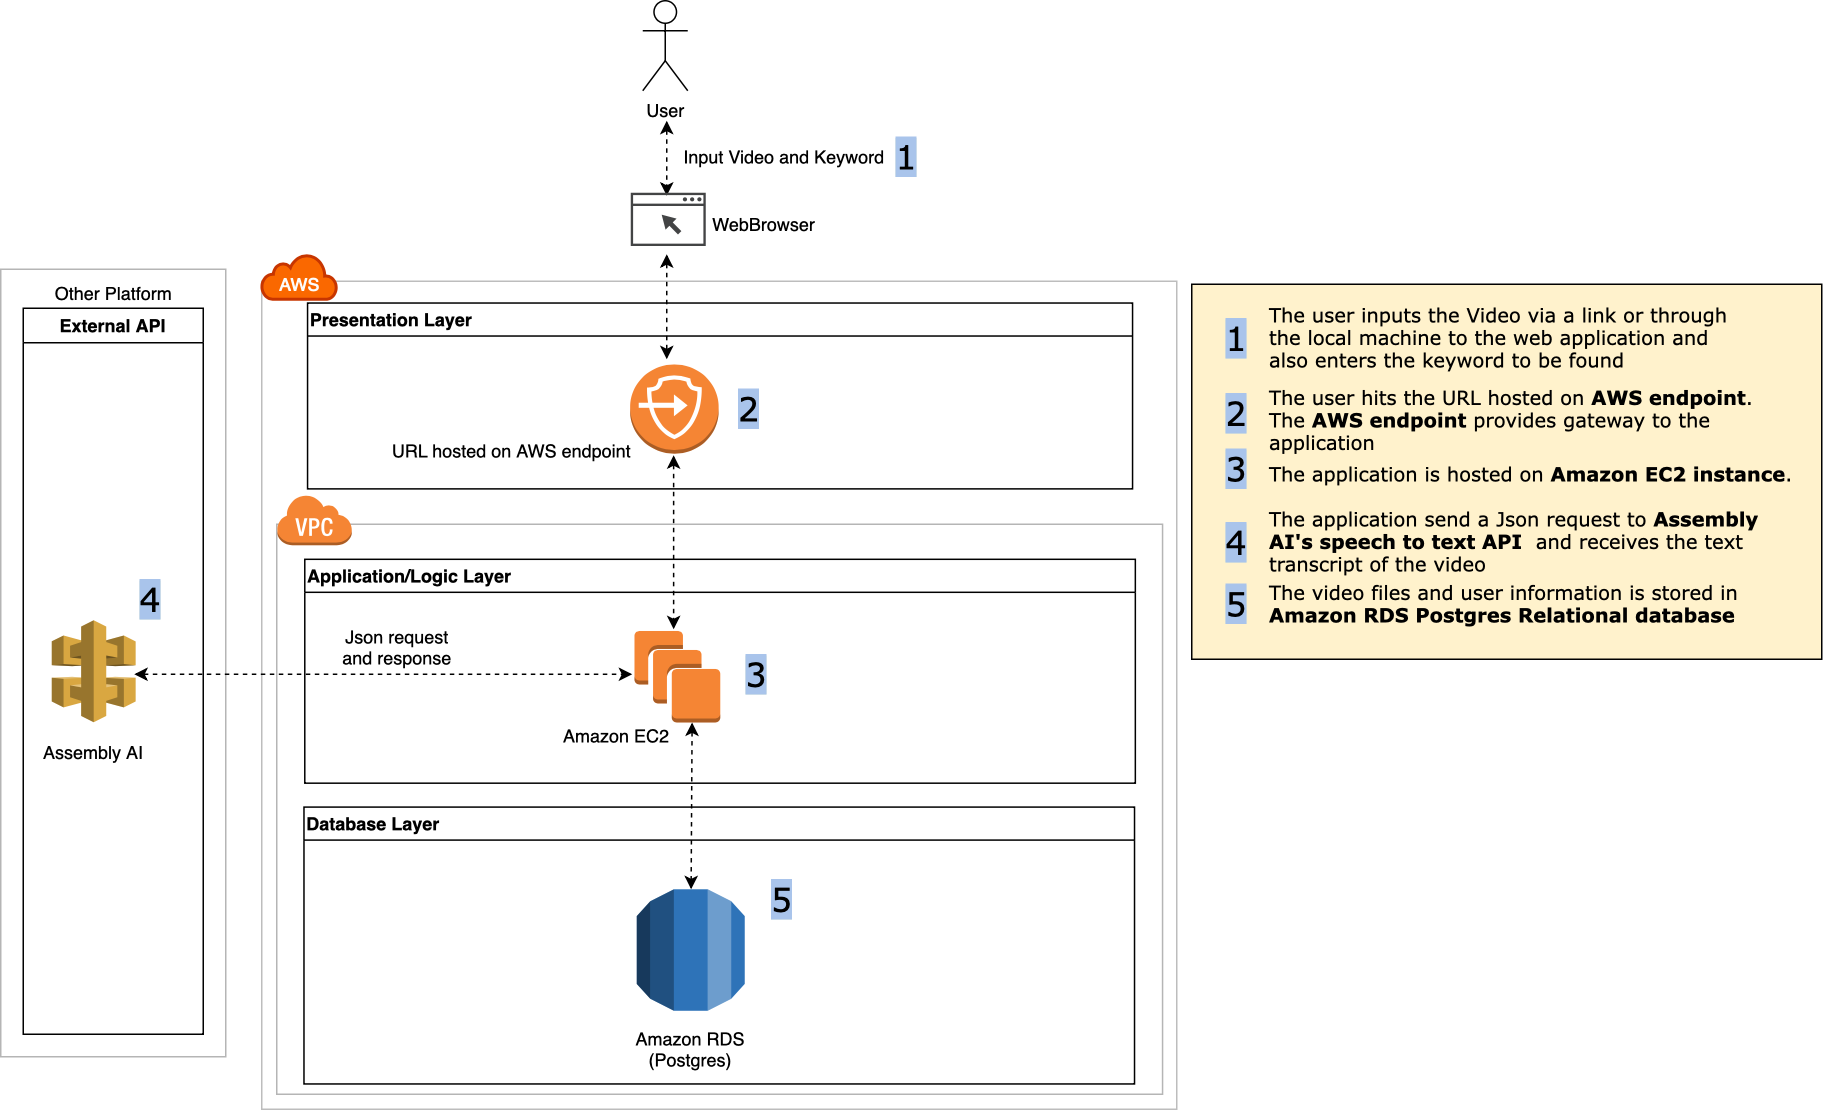 User
Input Video and Keyword 1
WebBrowser
Other Platform
External API
4
Assembly AI
AWS
Presentation Layer
2
URL hosted on AWS endpoint
VPC
Application/Logic Layer
Json request
and response
3
Amazon EC2
Database Layer
5
Amazon RDS
(Postgres)
1
The user inputs the Video via a link or through
the local machine to the web application and
also enters the keyword to be found
2
The user hits the URL hosted on AWS endpoint.
The AWS endpoint provides gateway to the
application
3
The application is hosted on Amazon EC2 instance.
4
The application send a Json request to Assembly
AI's speech to text API and receives the text
transcript of the video
5
The video files and user information is stored in
Amazon RDS Postgres Relational database